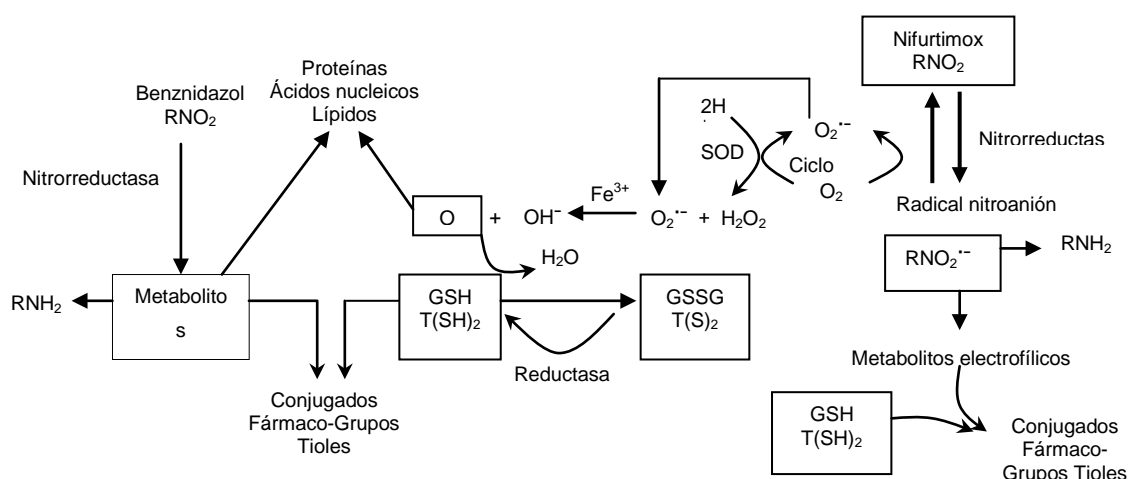 Benznidazol
RNO₂
Nitrorreductasa
RNH₂
Metabolito
s
Proteínas
Ácidos nucleicos
Lípidos
O + OH⁻
Fe³⁺
O₂•⁻ + H₂O₂
H₂O
2H
.
SOD
Ciclo
O₂•⁻
O₂
GSH
T(SH)₂
GSSG
T(S)₂
Reductasa
Conjugados
Fármaco-Grupos
Tioles
Nifurtimox
RNO₂
Nitrorreductas
Radical nitroanión
RNO₂•⁻
RNH₂
Metabolitos electrofílicos
GSH
T(SH)₂
Conjugados
Fármaco-
Grupos Tioles